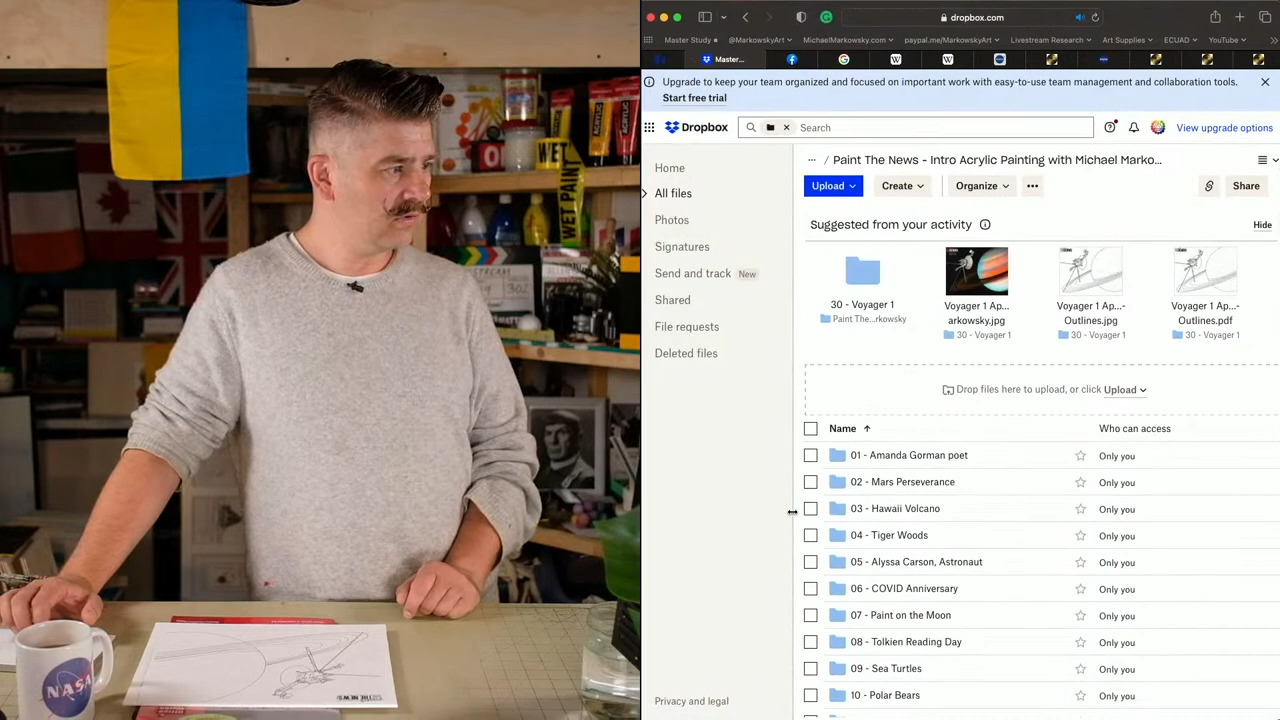 dropbox.com
Master Study
@MarkowskyArt
MichaelMarkowsky.com
paypal.me/MarkowskyArt
Livestream Research
Art Supplies
ECUAD
YouTube
Master...
Upgrade to keep your team organized and focused on important work with easy-to-use team management and collaboration tools.
Start free trial
Dropbox
Search
View upgrade options
Home
All files
Photos
Signatures
Send and track New
Shared
File requests
Deleted files
Privacy and legal
... / Paint The News - Intro Acrylic Painting with Michael Marko...
Upload
Create
Organize
Share
Suggested from your activity
Hide
30 - Voyager 1
Paint The...rkowsky
Voyager 1 Ap...
arkowsky.jpg
30 - Voyager 1
Voyager 1 Ap...-
Outlines.jpg
30 - Voyager 1
Voyager 1 Ap...-
Outlines.pdf
30 - Voyager 1
Drop files here to upload, or click Upload
Name
Who can access
01 - Amanda Gorman poet
Only you
02 - Mars Perseverance
Only you
03 - Hawaii Volcano
Only you
04 - Tiger Woods
Only you
05 - Alyssa Carson, Astronaut
Only you
06 - COVID Anniversary
Only you
07 - Paint on the Moon
Only you
08 - Tolkien Reading Day
Only you
09 - Sea Turtles
Only you
10 - Polar Bears
Only you
WET
WET PAINT
ACRYLIC
ACRYLIC
302
NASA